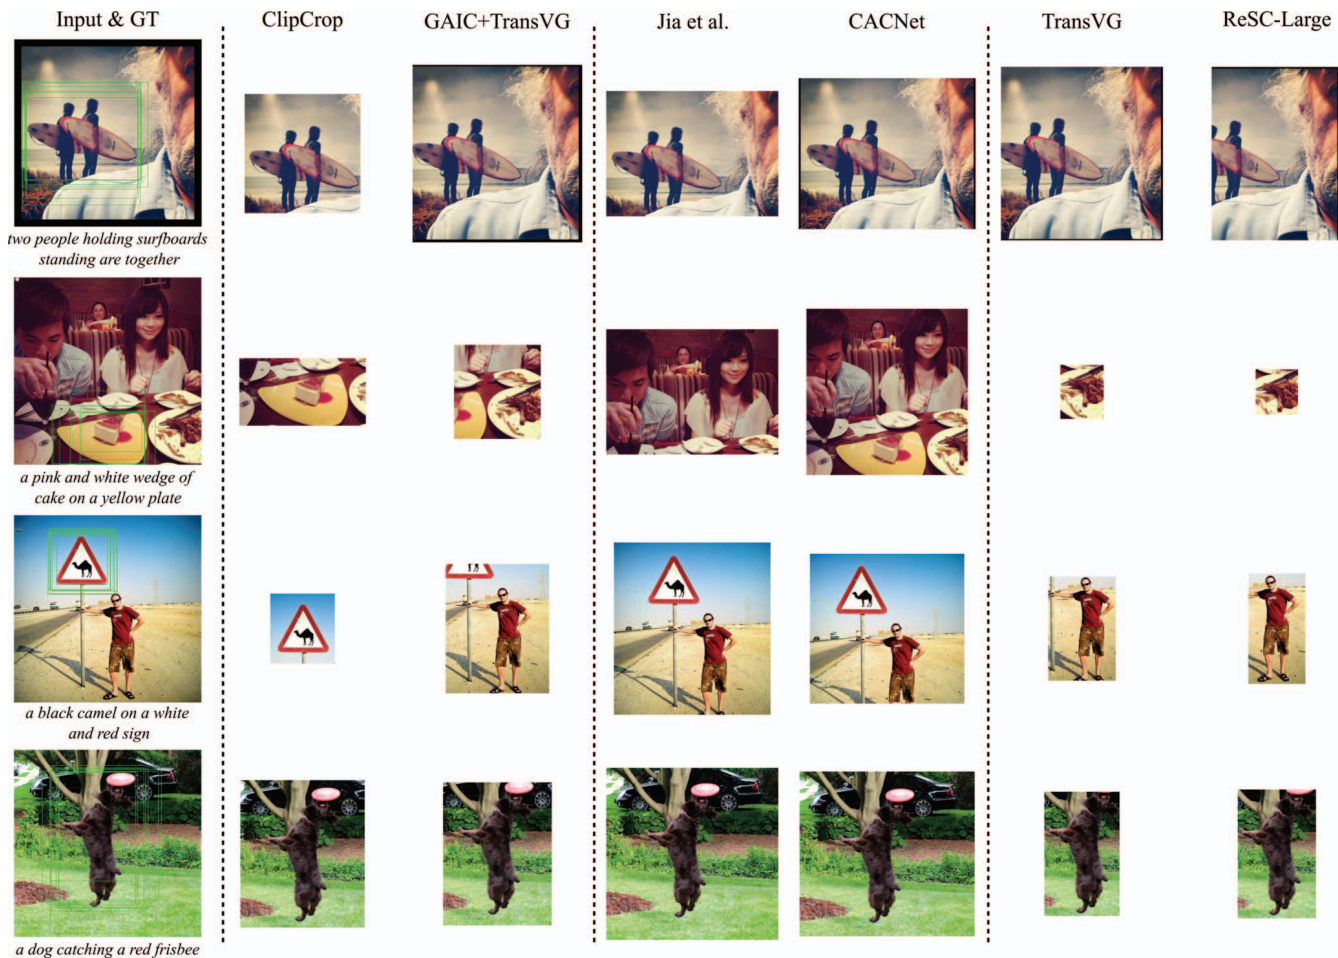 Input & GT
ClipCrop
GAIC+TransVG
Jia et al.
CACNet
TransVG
ReSC-Large
two people holding surfboards
standing are together
a pink and white wedge of
cake on a yellow plate
a black camel on a white
and red sign
a dog catching a red frisbee